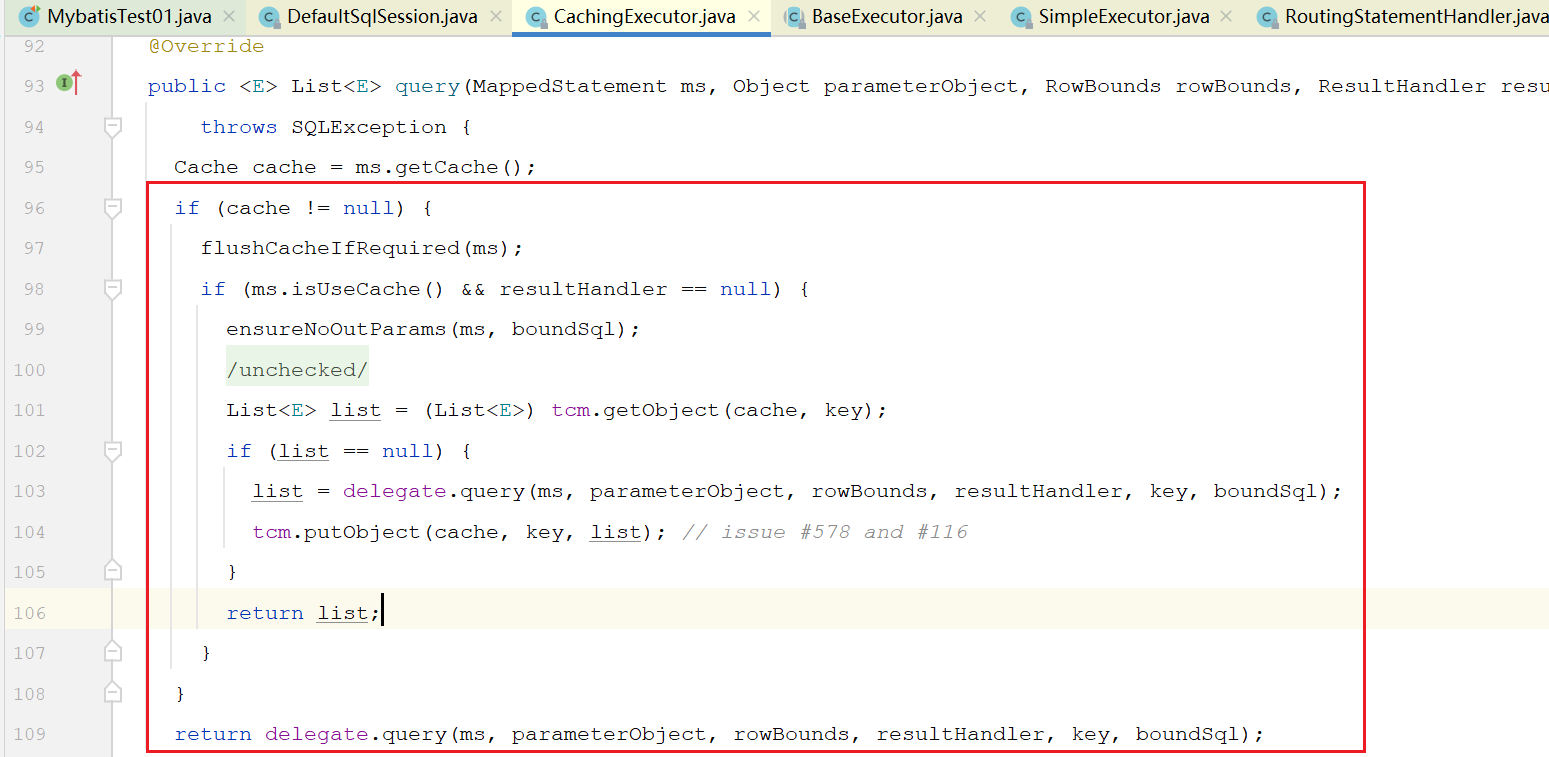 MybatisTest01.java DefaultSqlSession.java CachingExecutor.java BaseExecutor.java SimpleExecutor.java RoutingStatementHandler.java
92 @Override
93 public <E> List<E> query(MappedStatement ms, Object parameterObject, RowBounds rowBounds, ResultHandler resu
94 throws SQLException {
95 Cache cache = ms.getCache();
96 if (cache != null) {
97 flushCacheIfRequired(ms);
98 if (ms.isUseCache() && resultHandler == null) {
99 ensureNoOutParams(ms, boundSql);
100 /unchecked/
101 List<E> list = (List<E>) tcm.getObject(cache, key);
102 if (list == null) {
103 list = delegate.query(ms, parameterObject, rowBounds, resultHandler, key, boundSql);
104 tcm.putObject(cache, key, list); // issue #578 and #116
105 }
106 return list;
107 }
108 }
109 return delegate.query(ms, parameterObject, rowBounds, resultHandler, key, boundSql);